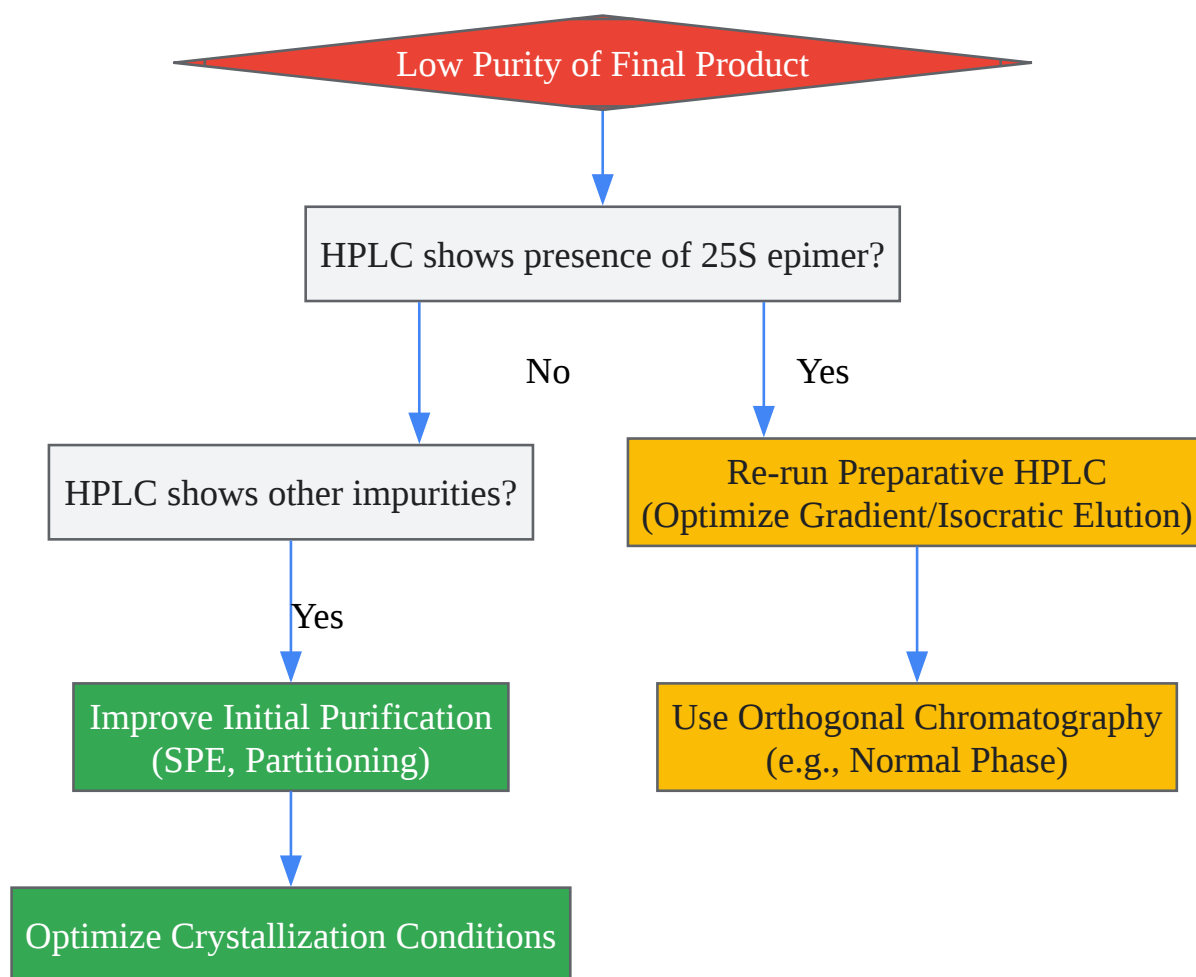 Low Purity of Final Product
HPLC shows presence of 25S epimer?
No
Yes
HPLC shows other impurities?
Re-run Preparative HPLC
(Optimize Gradient/Isocratic Elution)
Yes
Improve Initial Purification
(SPE, Partitioning)
Use Orthogonal Chromatography
(e.g., Normal Phase)
Optimize Crystallization Conditions